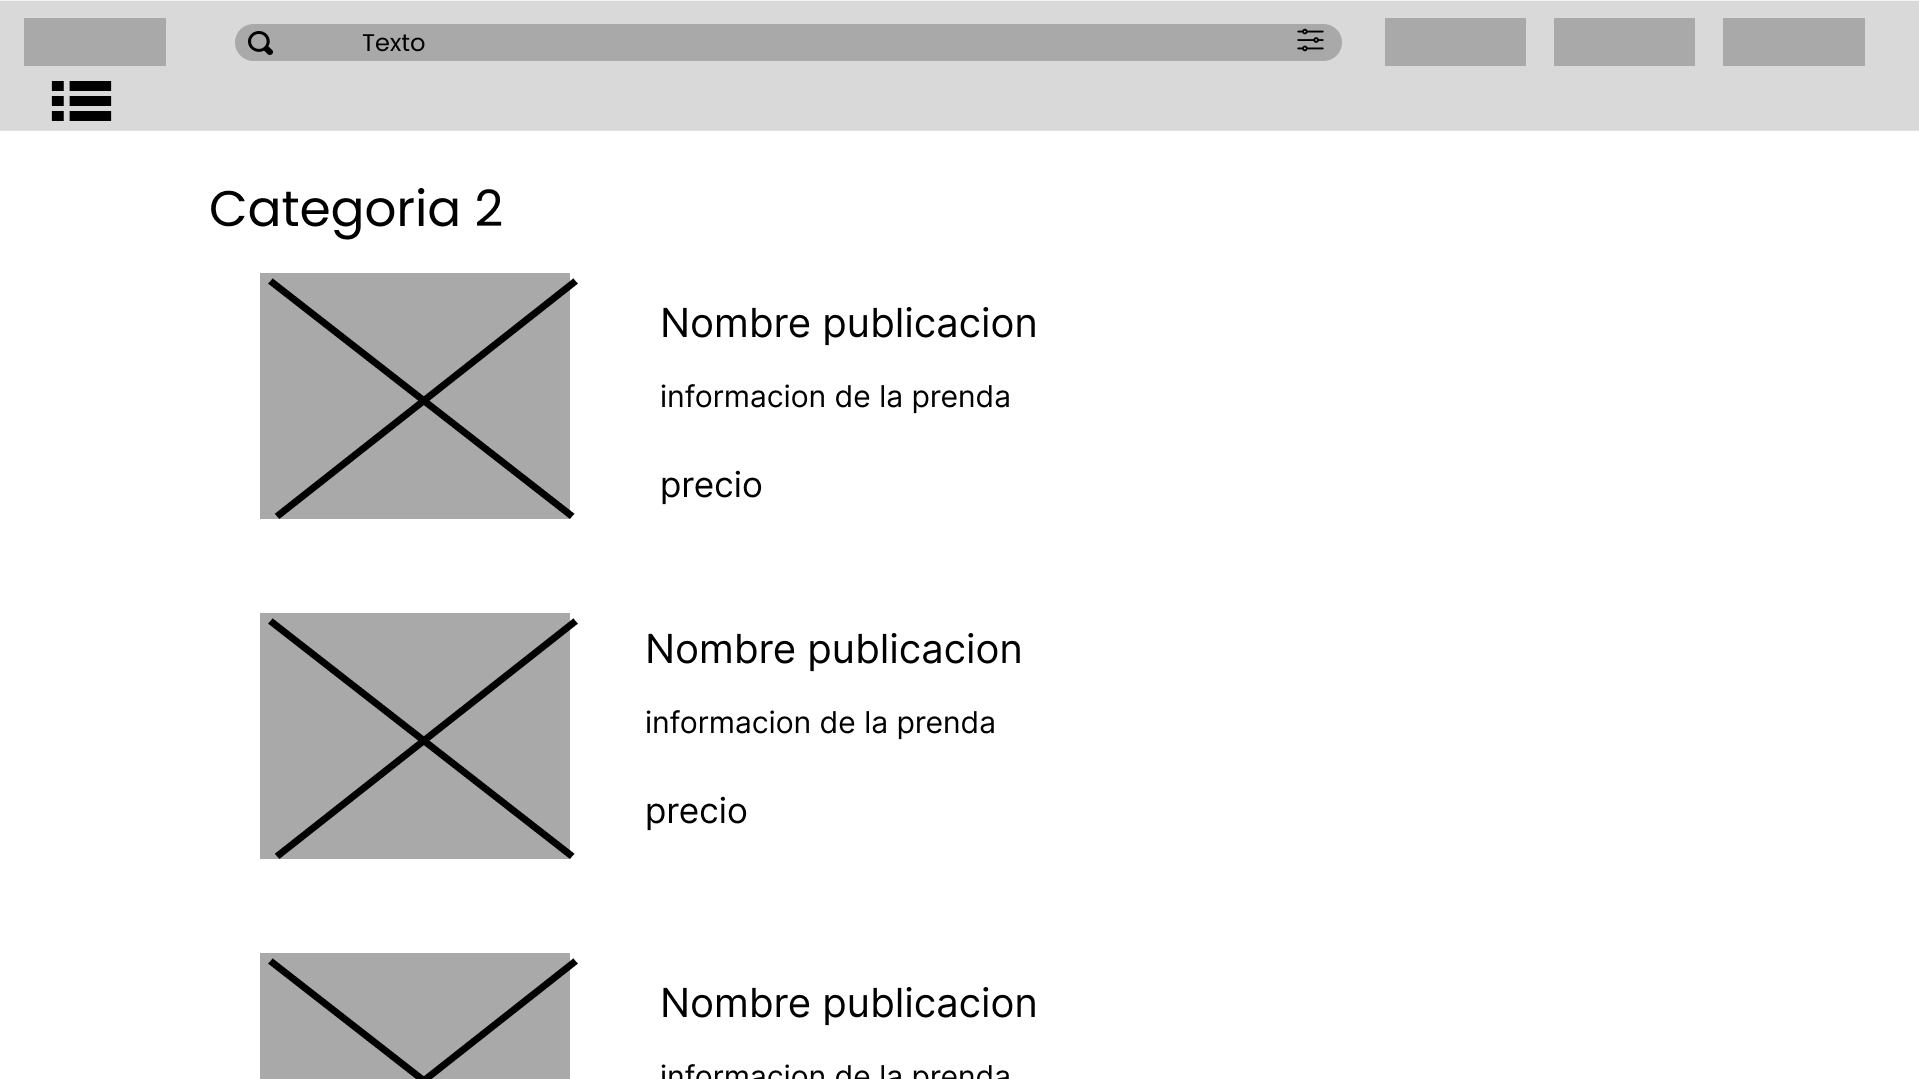 Texto
Categoria 2
Nombre publicacion
informacion de la prenda
precio
Nombre publicacion
informacion de la prenda
precio
Nombre publicacion
informacion de la prenda